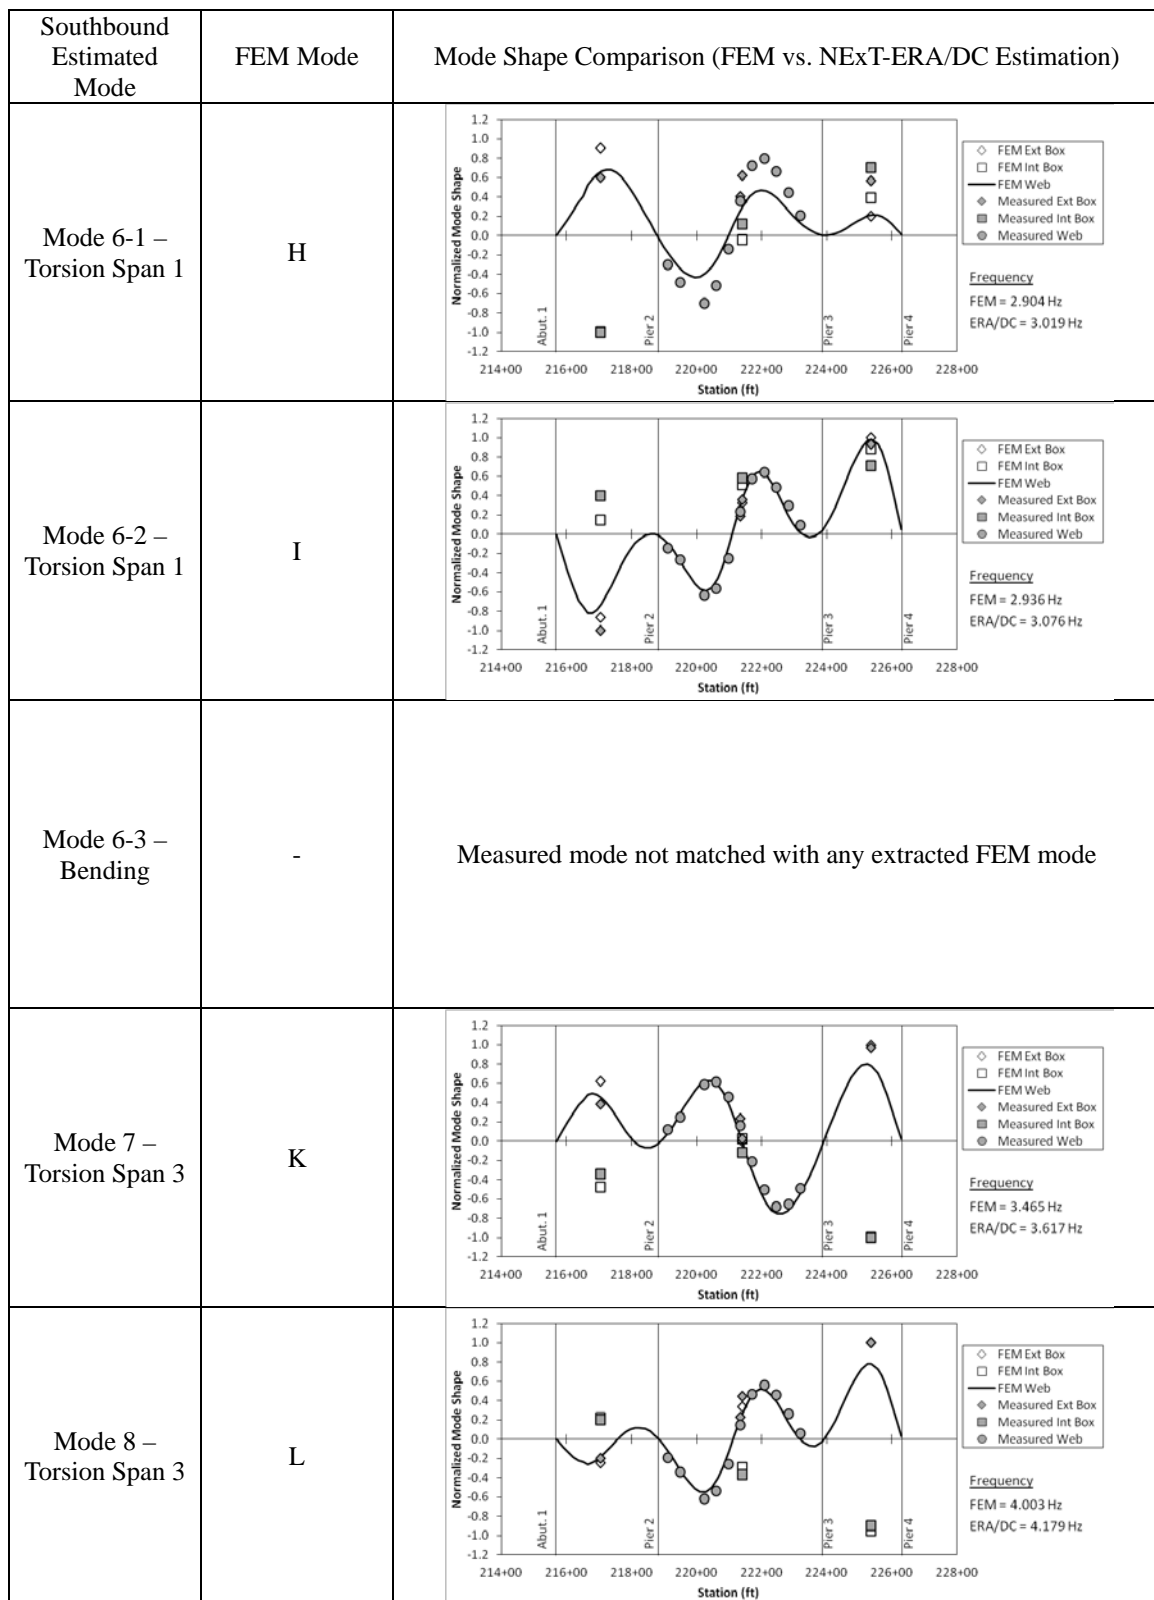 Southbound
Estimated
Mode
FEM Mode
Mode Shape Comparison (FEM vs. NExT-ERA/DC Estimation)
Mode 6-1 –
Torsion Span 1
H
Normalized Mode Shape
1.2
1.0
0.8
0.6
0.4
0.2
0.0
-0.2
-0.4
-0.6
-0.8
-1.0
-1.2
Abut. 1
Pier 2
Pier 3
Pier 4
214+00 216+00 218+00 220+00 222+00 224+00 226+00 228+00
Station (ft)
FEM Ext Box
FEM Int Box
FEM Web
Measured Ext Box
Measured Int Box
Measured Web
Frequency
FEM = 2.904 Hz
ERA/DC = 3.019 Hz
Mode 6-2 –
Torsion Span 1
I
Normalized Mode Shape
1.2
1.0
0.8
0.6
0.4
0.2
0.0
-0.2
-0.4
-0.6
-0.8
-1.0
-1.2
Abut. 1
Pier 2
Pier 3
Pier 4
214+00 216+00 218+00 220+00 222+00 224+00 226+00 228+00
Station (ft)
FEM Ext Box
FEM Int Box
FEM Web
Measured Ext Box
Measured Int Box
Measured Web
Frequency
FEM = 2.936 Hz
ERA/DC = 3.076 Hz
Mode 6-3 –
Bending
-
Measured mode not matched with any extracted FEM mode
Mode 7 –
Torsion Span 3
K
Normalized Mode Shape
1.2
1.0
0.8
0.6
0.4
0.2
0.0
-0.2
-0.4
-0.6
-0.8
-1.0
-1.2
Abut. 1
Pier 2
Pier 3
Pier 4
214+00 216+00 218+00 220+00 222+00 224+00 226+00 228+00
Station (ft)
FEM Ext Box
FEM Int Box
FEM Web
Measured Ext Box
Measured Int Box
Measured Web
Frequency
FEM = 3.465 Hz
ERA/DC = 3.617 Hz
Mode 8 –
Torsion Span 3
L
Normalized Mode Shape
1.2
1.0
0.8
0.6
0.4
0.2
0.0
-0.2
-0.4
-0.6
-0.8
-1.0
-1.2
Abut. 1
Pier 2
Pier 3
Pier 4
214+00 216+00 218+00 220+00 222+00 224+00 226+00 228+00
Station (ft)
FEM Ext Box
FEM Int Box
FEM Web
Measured Ext Box
Measured Int Box
Measured Web
Frequency
FEM = 4.003 Hz
ERA/DC = 4.179 Hz